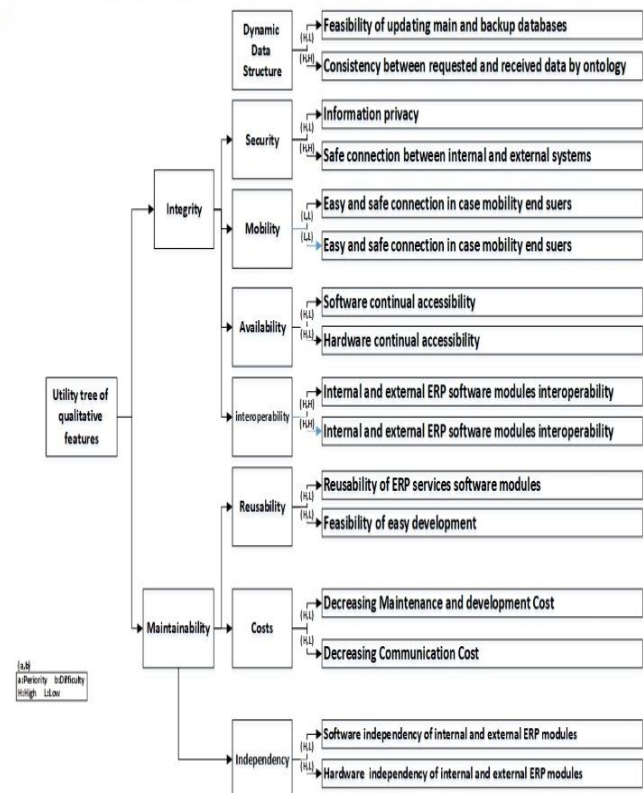 Dynamic
Data
Structure
(H,L)
Feasibility of updating main and backup databases
(H,H)
Consistency between requested and received data by ontology
Security
(H,L)
Information privacy
(H,H)
Safe connection between internal and external systems
Integrity
Mobility
(L,L)
Easy and safe connection in case mobility end suers
(L,L)
Easy and safe connection in case mobility end suers
Availability
(H,L)
Software continual accessibility
(H,L)
Hardware continual accessibility
Utility tree of
qualitative
features
interoperability
(H,H)
Internal and external ERP software modules interoperability
(H,H)
Internal and external ERP software modules interoperability
Reusability
(H,L)
Reusability of ERP services software modules
(H,L)
Feasibility of easy development
Maintainability
Costs
(H,L)
Decreasing Maintenance and development Cost
(H,L)
Decreasing Communication Cost
(a,b)
a:Periority b:Difficulty
H:High L:Low
Independency
(H,L)
Software independency of internal and external ERP modules
(H,L)
Hardware independency of internal and external ERP modules